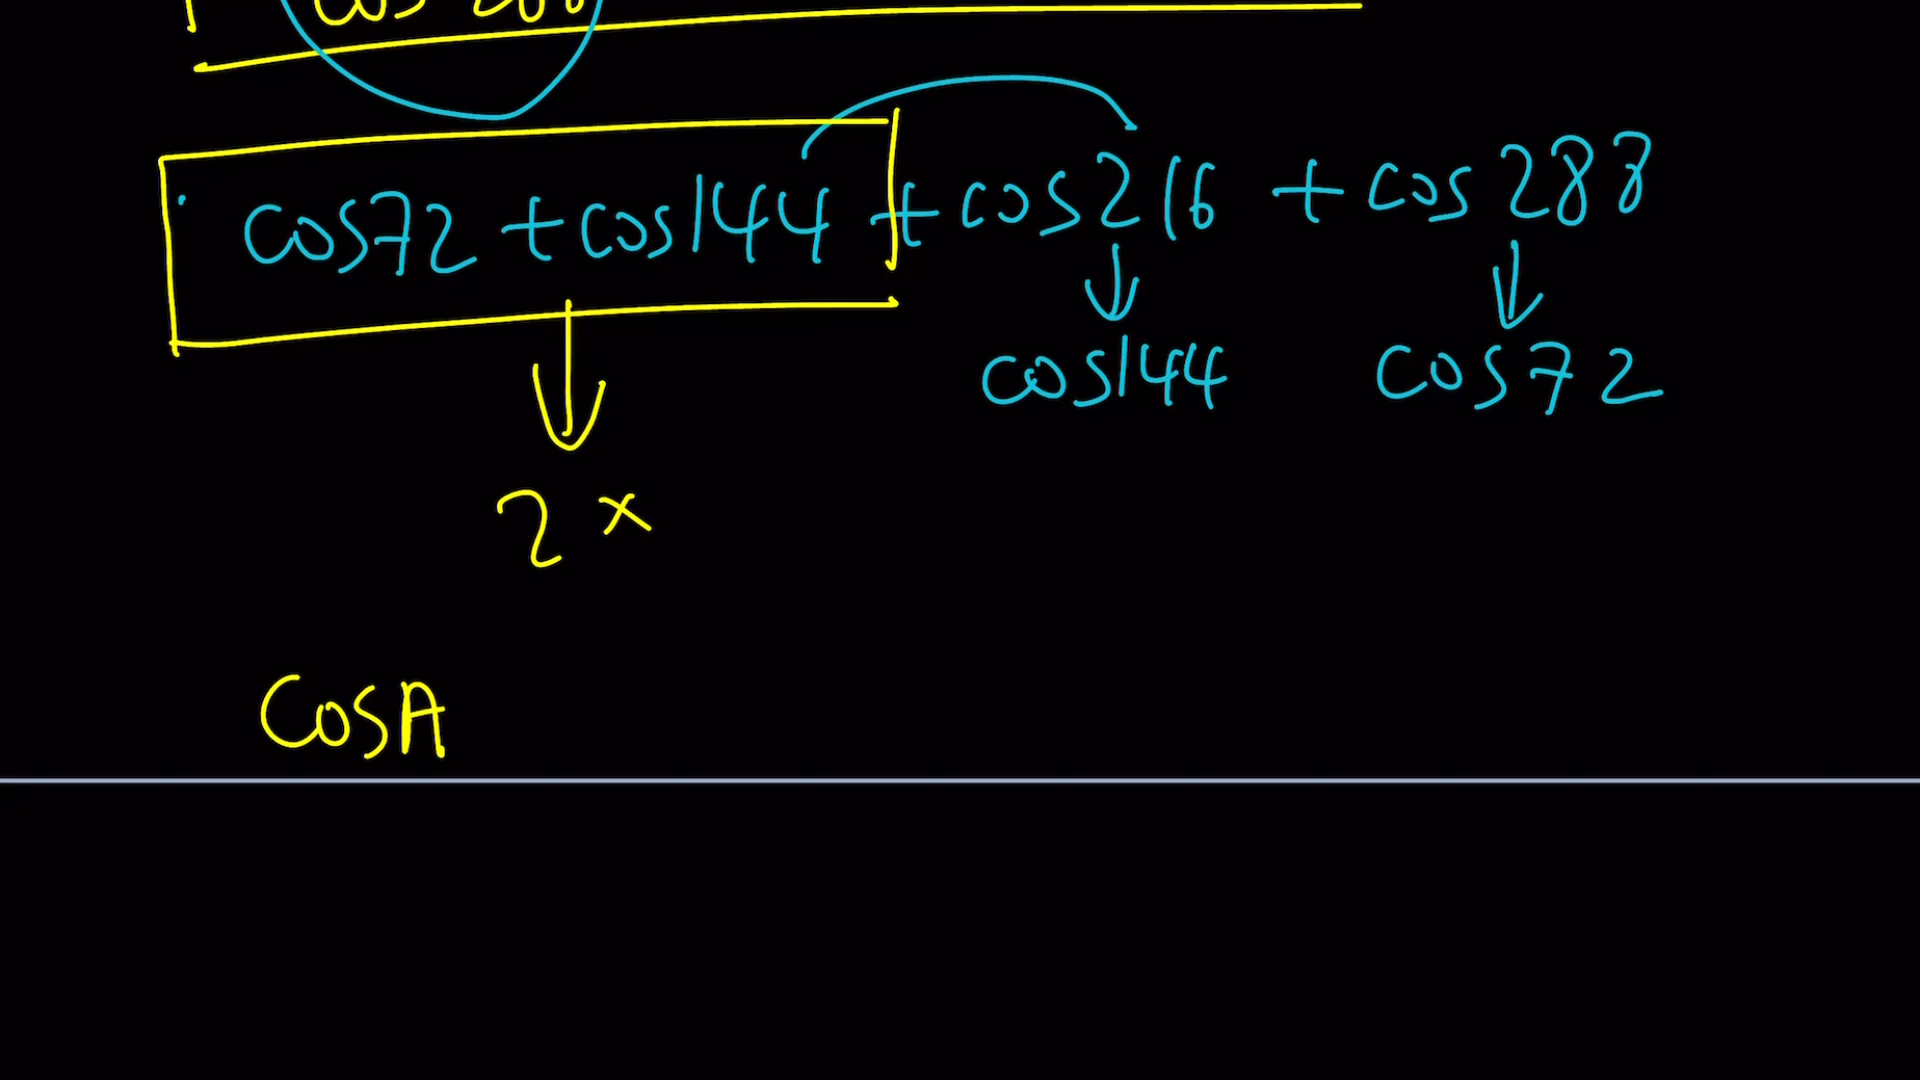 cos72 + cos144 + cos216 + cos288
cos144 cos72
2 x
CosA